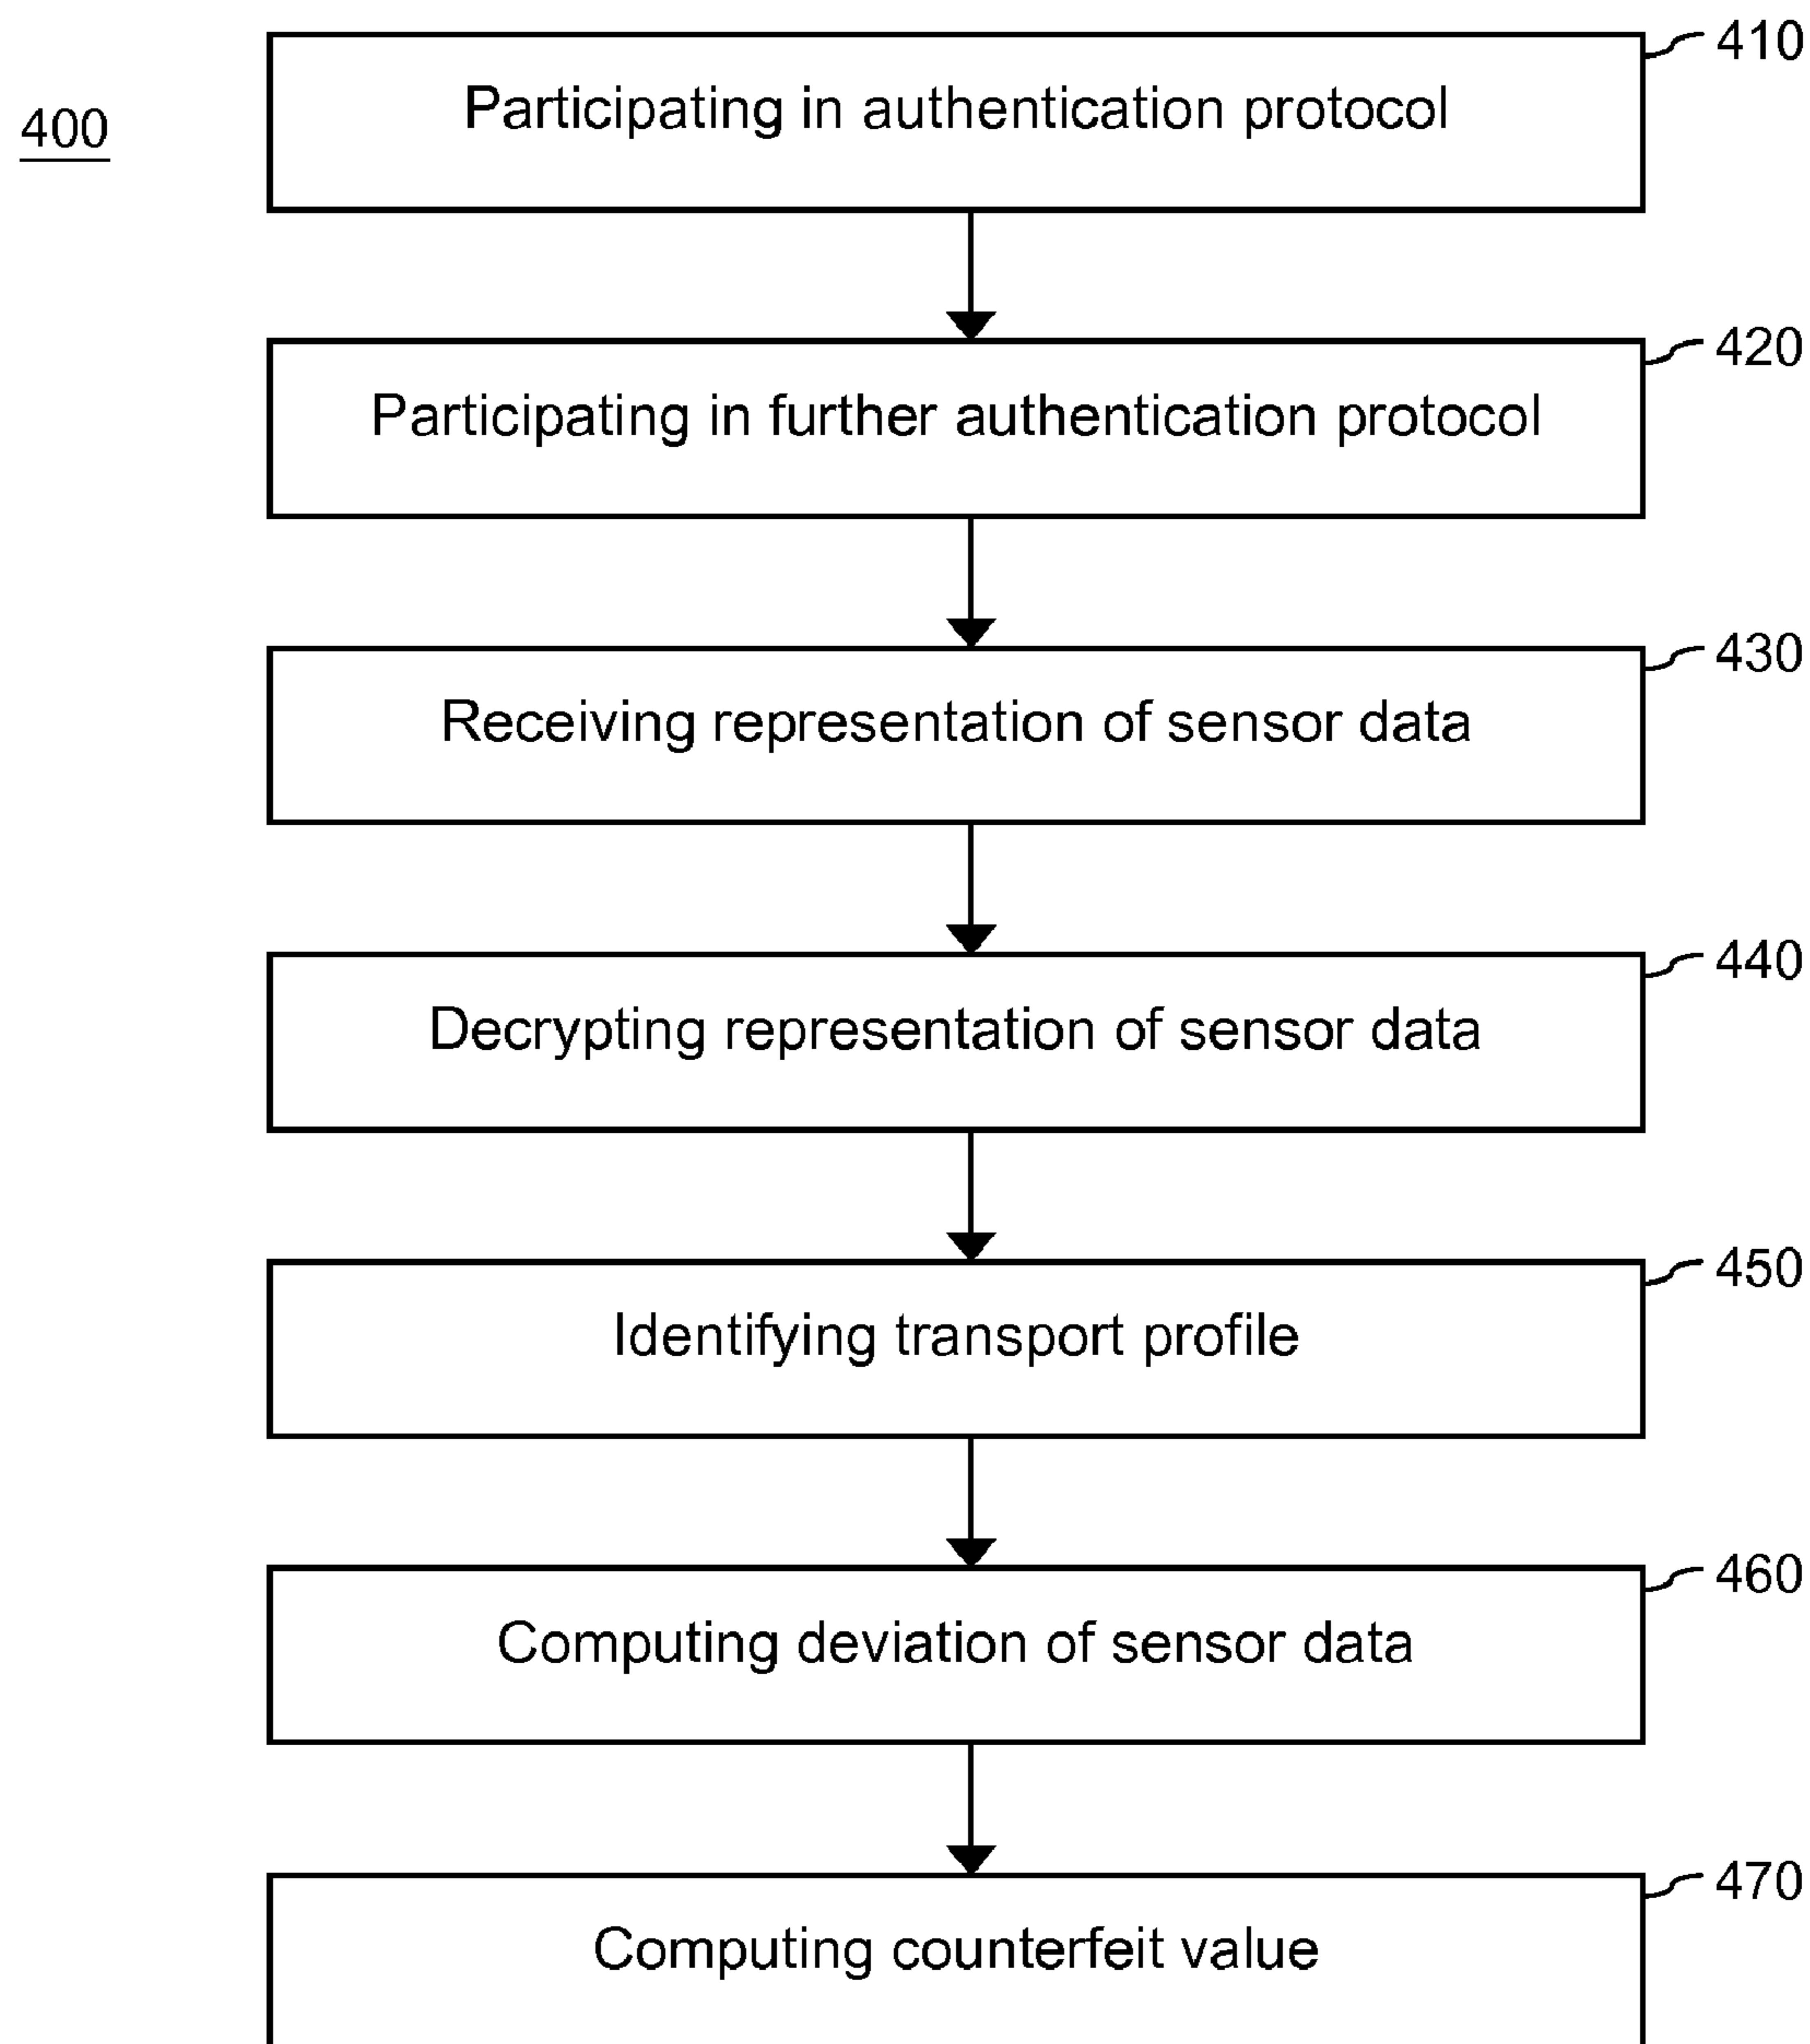 410
Participating in authentication protocol
400
420
Participating in further authentication protocol
430
Receiving representation of sensor data
440
Decrypting representation of sensor data
450
Identifying transport profile
460
Computing deviation of sensor data
470
Computing counterfeit value